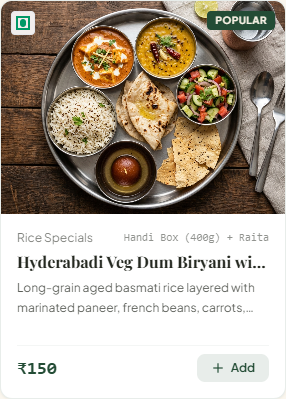 POPULAR
Rice Specials
Handi Box (400g) + Raita
Hyderabadi Veg Dum Biryani wi...
Long-grain aged basmati rice layered with
marinated paneer, french beans, carrots,...
₹150
+ Add